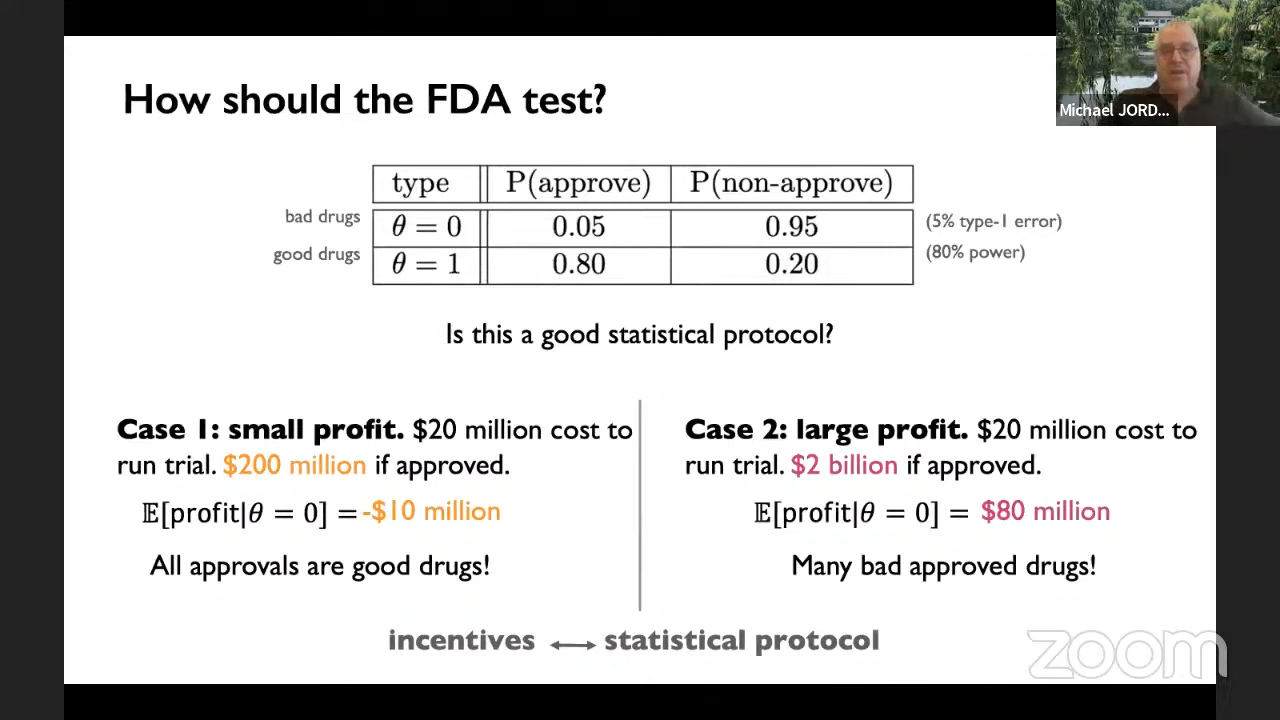 How should the FDA test?
Michael JORD...
type P(approve) P(non-approve)
bad drugs θ = 0 0.05 0.95 (5% type-1 error)
good drugs θ = 1 0.80 0.20 (80% power)
Is this a good statistical protocol?
Case 1: small profit. $20 million cost to
run trial. $200 million if approved.
𝔼[profit|θ = 0] = -$10 million
All approvals are good drugs!
Case 2: large profit. $20 million cost to
run trial. $2 billion if approved.
𝔼[profit|θ = 0] = $80 million
Many bad approved drugs!
incentives ⟷ statistical protocol
zoom